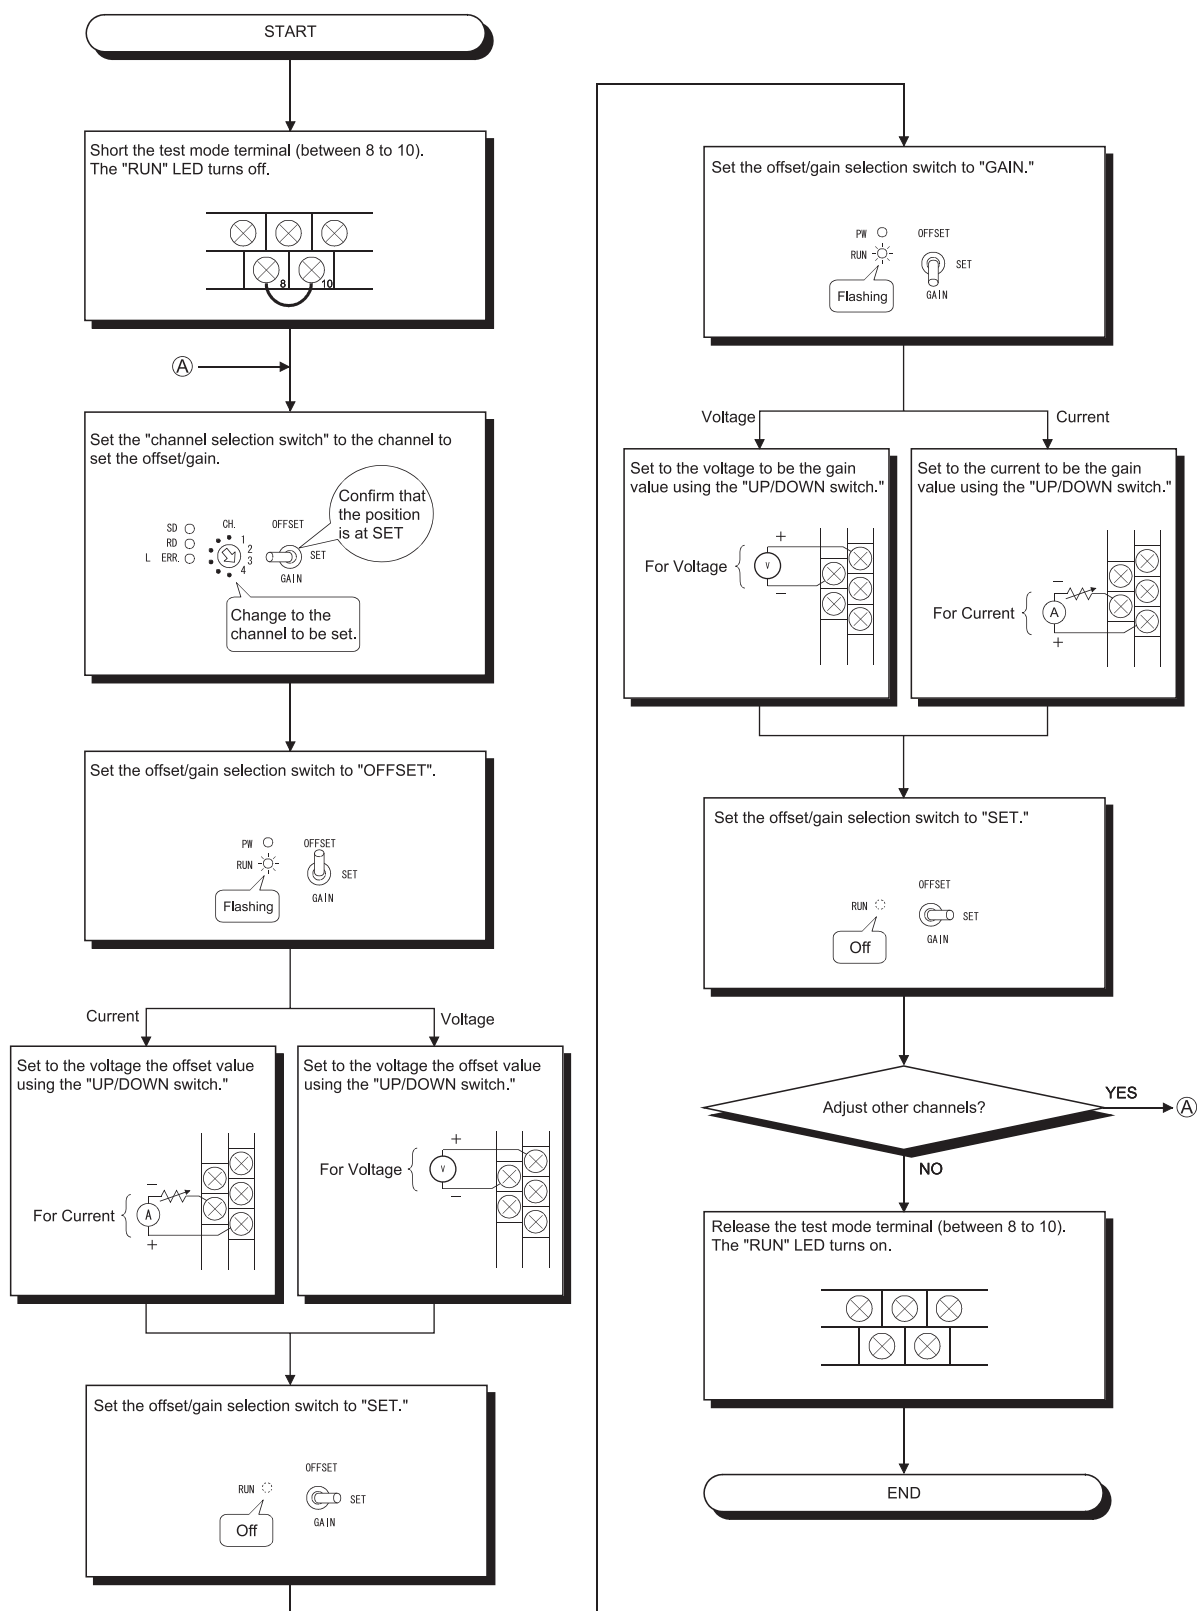 START
Short the test mode terminal (between 8 to 10).
The "RUN" LED turns off.
8
10
A
Set the "channel selection switch" to the channel to
set the offset/gain.
Confirm that
the position
is at SET
SD
RD
L ERR.
CH.
1
2
3
4
OFFSET
SET
GAIN
Change to the
channel to be set.
Set the offset/gain selection switch to "OFFSET".
PW
RUN
OFFSET
SET
GAIN
Flashing
Current
Voltage
Set to the voltage the offset value
using the "UP/DOWN switch."
For Current
−
A
+
Set to the voltage the offset value
using the "UP/DOWN switch."
For Voltage
+
V
−
Set the offset/gain selection switch to "SET."
OFFSET
RUN
SET
GAIN
Off
Set the offset/gain selection switch to "GAIN."
PW
RUN
OFFSET
SET
GAIN
Flashing
Voltage
Current
Set to the voltage to be the gain
value using the "UP/DOWN switch."
For Voltage
+
V
−
Set to the current to be the gain
value using the "UP/DOWN switch."
For Current
−
A
+
Set the offset/gain selection switch to "SET."
OFFSET
RUN
SET
GAIN
Off
Adjust other channels?
YES
A
NO
Release the test mode terminal (between 8 to 10).
The "RUN" LED turns on.
END